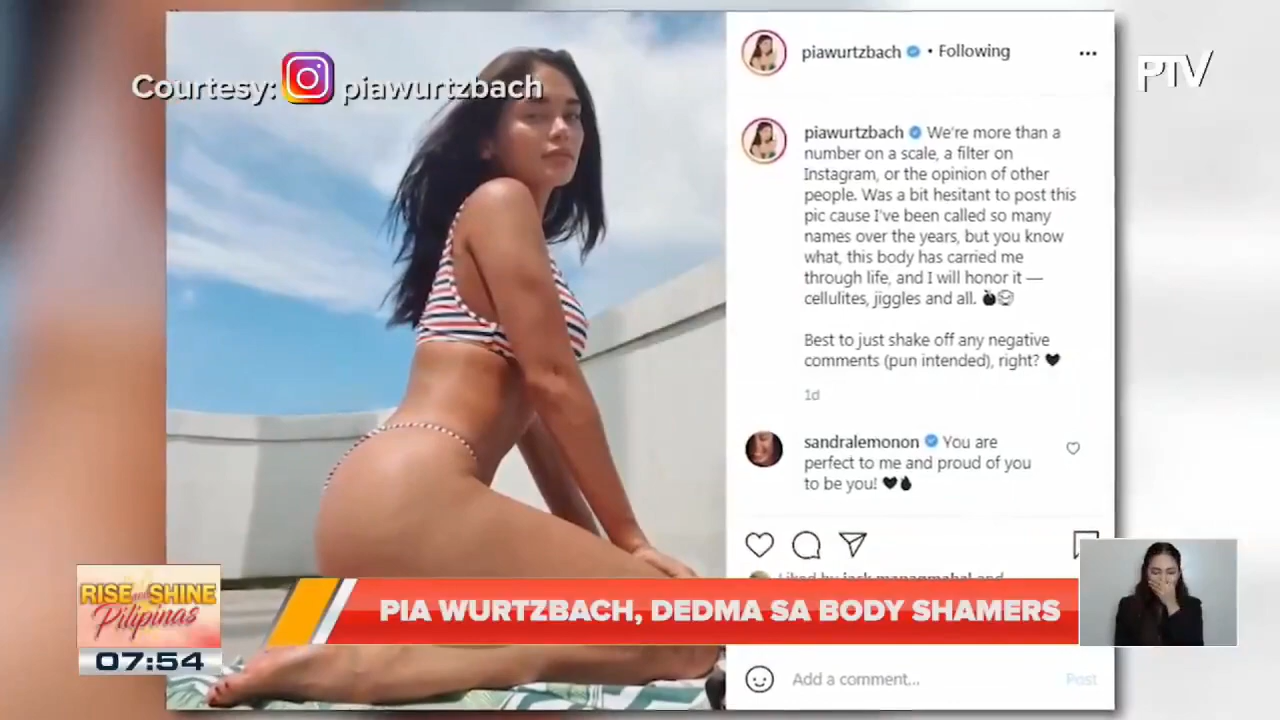 Courtesy: piawurtzbach
PTV
piawurtzbach • Following
piawurtzbach We're more than a
number on a scale, a filter on
Instagram, or the opinion of other
people. Was a bit hesitant to post this
pic cause I've been called so many
names over the years, but you know
what, this body has carried me
through life, and I will honor it —
cellulites, jiggles and all.
Best to just shake off any negative
comments (pun intended), right?
1d
sandralemonon You are
perfect to me and proud of you
to be you!
Liked by
RISE and SHINE
Pilipinas
07:54
PIA WURTZBACH, DEDMA SA BODY SHAMERS
Add a comment...
Post